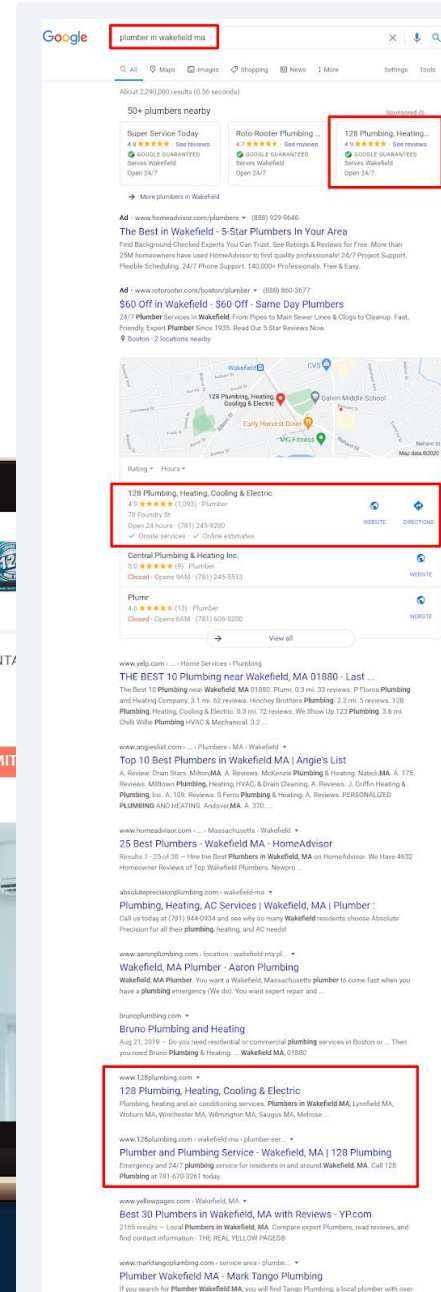 Google
plumber in wakefield ma
All Maps Images Shopping News More Settings Tools
About 2,290,000 results (0.56 seconds)
50+ plumbers nearby
Sponsored
Super Service Today
4.8 ★★★★★ · See reviews
GOOGLE GUARANTEED
Serves Wakefield
Open 24/7
Roto-Rooter Plumbing ...
4.7 ★★★★★ · See reviews
GOOGLE GUARANTEED
Serves Wakefield
Open 24/7
128 Plumbing, Heating...
4.9 ★★★★★ · See reviews
GOOGLE GUARANTEED
Serves Wakefield
Open 24/7
→ More plumbers in Wakefield
Ad · www.homeadvisor.com/plumbers (888) 929-9646
The Best in Wakefield - 5-Star Plumbers In Your Area
Find Background-Checked Experts You Can Trust. See Ratings & Reviews for Free. More than
25M homeowners have used HomeAdvisor to find quality professionals! 24/7 Project Support.
Flexible Scheduling. 24/7 Phone Support. 140,000+ Professionals. Free & Easy.
Ad · www.rotorooter.com/boston/plumber (888) 860-3677
$60 Off in Wakefield - $60 Off - Same Day Plumbers
24/7 Plumber Services in Wakefield, From Pipes to Main Sewer Lines & Clogs to Cleanup. Fast,
Friendly, Expert Plumber Since 1935. Read Our 5 Star Reviews Now.
Boston · 2 locations nearby
Wakefield
CVS
128 Plumbing, Heating,
Cooling & Electric
Galvin Middle School
Early Harvest Diner
MG Fitness
Nahant St
Map data ©2020
Rating Hours
128 Plumbing, Heating, Cooling & Electric
4.9 ★★★★★ (1,093) · Plumber
78 Foundry St
Open 24 hours · (781) 245-9200
✓ Onsite services · ✓ Online estimates
WEBSITE DIRECTIONS
Central Plumbing & Heating Inc.
5.0 ★★★★★ (9) · Plumber
Closed · Opens 9AM · (781) 245-5513
WEBSITE
Plumr
4.6 ★★★★★ (13) · Plumber
Closed · Opens 6AM · (781) 606-5200
WEBSITE
→ View all
www.yelp.com › ... › Home Services › Plumbing
THE BEST 10 Plumbing near Wakefield, MA 01880 - Last ...
The Best 10 Plumbing near Wakefield, MA 01880. Plumr. 0.3 mi. 33 reviews. P Floros Plumbing
and Heating Company. 3.1 mi. 62 reviews. Hinchey Brothers Plumbing. 2.3 mi. 5 reviews. 128
Plumbing, Heating, Cooling & Electric. 0.3 mi. 72 reviews. We Show Up 123 Plumbing. 3.6 mi.
Chilli Willie Plumbing HVAC & Mechanical. 3.2 ...
www.angieslist.com › ... › Plumbers › MA › Wakefield
Top 10 Best Plumbers in Wakefield MA | Angie's List
A. Review. Drain Stars. Milton,MA. A. Reviews. McKenzie Plumbing & Heating. Natick,MA. A. 175.
Reviews. Milltown Plumbing, Heating, HVAC, & Drain Cleaning. A. Reviews. J. Griffin Heating &
Plumbing, Inc. A. 109. Reviews. S Ferro Plumbing & Heating. A. Reviews. PERSONALIZED
PLUMBING AND HEATING. Andover,MA. A. 370. ...
www.homeadvisor.com › ... › Massachusetts › Wakefield
25 Best Plumbers - Wakefield MA - HomeAdvisor
Results 1 - 25 of 38 — Hire the Best Plumbers in Wakefield, MA on HomeAdvisor. We Have 4632
Homeowner Reviews of Top Wakefield Plumbers. Newpro ...
absoluteprecisionplumbing.com › wakefield-ma
Plumbing, Heating, AC Services | Wakefield, MA | Plumber :
Call us today at (781) 944-0934 and see why so many Wakefield residents choose Absolute
Precision for all their plumbing, heating, and AC needs!
www.aaronplumbing.com › location › wakefield-ma-pl...
Wakefield, MA Plumber - Aaron Plumbing
Wakefield, MA Plumber. You want a Wakefield, Massachusetts plumber to come fast when you
have a plumbing emergency (We do). You want expert repair and ...
brunoplumbing.com
Bruno Plumbing and Heating
Aug 21, 2019 — Do you need residential or commercial plumbing services in Boston or ... Then
you need Bruno Plumbing & Heating. ... Wakefield MA, 01880
www.128plumbing.com
128 Plumbing, Heating, Cooling & Electric
Plumbing, heating and air conditioning services. Plumbers in Wakefield MA, Lynnfield MA,
Woburn MA, Winchester MA, Wilmington MA, Saugus MA, Melrose ...
www.128plumbing.com › wakefield-ma › plumber-ser...
Plumber and Plumbing Service - Wakefield, MA | 128 Plumbing
Emergency and 24/7 plumbing service for residents in and around Wakefield, MA. Call 128
Plumbing at 781-670-3261 today.
www.yellowpages.com › Wakefield, MA
Best 30 Plumbers in Wakefield, MA with Reviews - YP.com
2165 results — Local Plumbers in Wakefield, MA. Compare expert Plumbers, read reviews, and
find contact information - THE REAL YELLOW PAGES®
www.marktangoplumbing.com › service-area › plumbe...
Plumber Wakefield MA - Mark Tango Plumbing
If you search for Plumber Wakefield MA, you will find Tango Plumbing, a local plumber with over